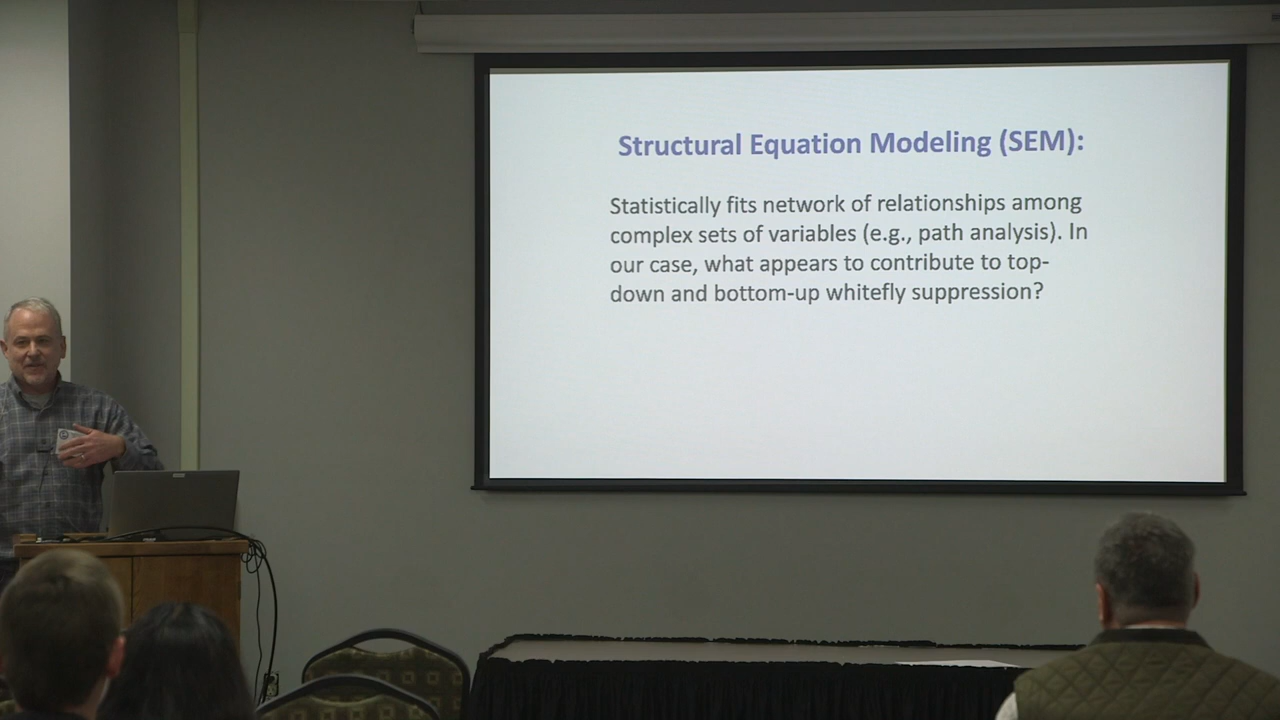 Structural Equation Modeling (SEM):
Statistically fits network of relationships among
complex sets of variables (e.g., path analysis). In
our case, what appears to contribute to top-
down and bottom-up whitefly suppression?